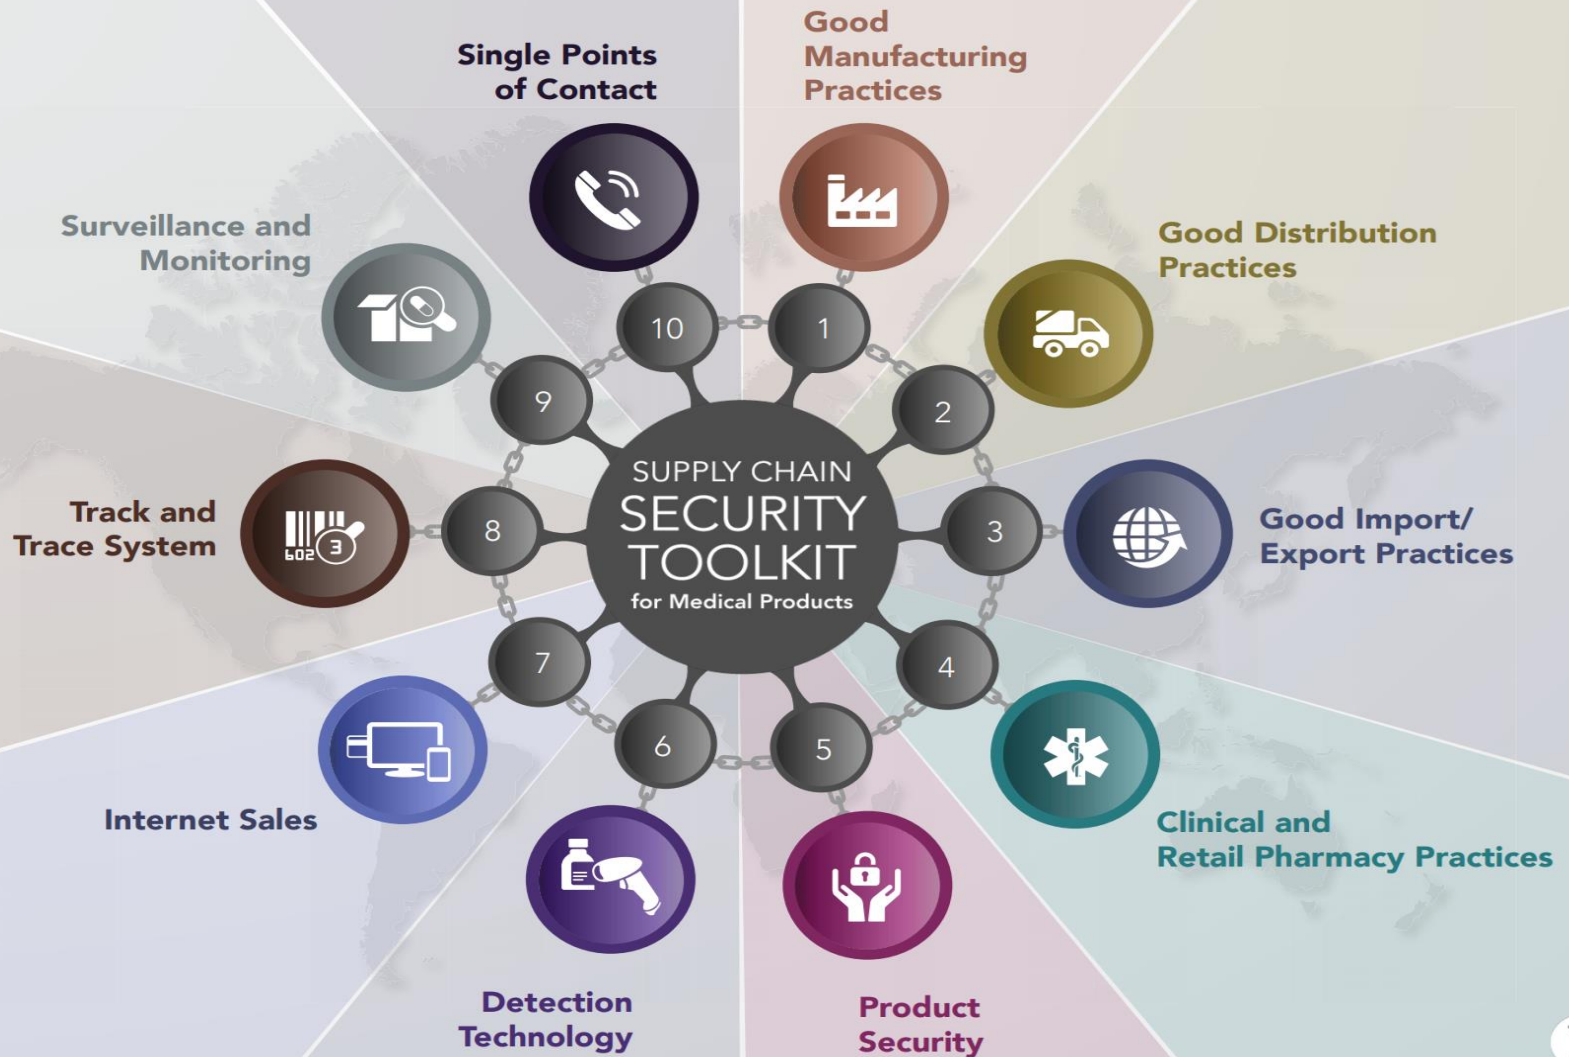 Single Points
of Contact
Good
Manufacturing
Practices
Surveillance and
Monitoring
Good Distribution
Practices
10
1
9
2
SUPPLY CHAIN
SECURITY
TOOLKIT
for Medical Products
Track and
Trace System
602 3
8
3
Good Import/
Export Practices
7
4
6
5
Internet Sales
Clinical and
Retail Pharmacy Practices
Detection
Technology
Product
Security